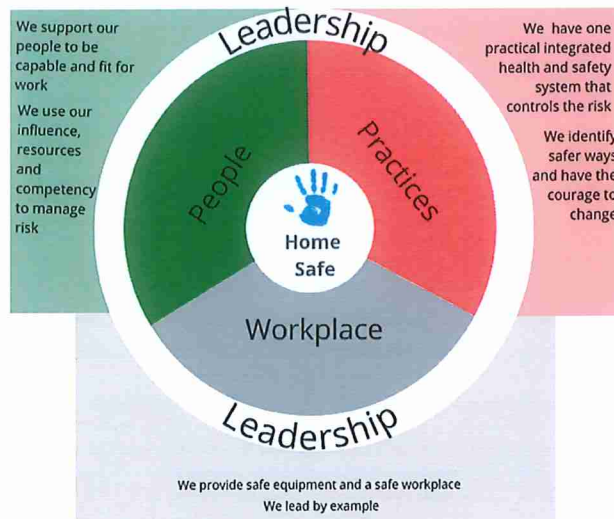 Leadership
We support our
people to be
capable and fit for
work
We use our
influence,
resources
and
competency
to manage
risk
We have one
practical integrated
health and safety
system that
controls the risk
We identify
safer ways
and have the
courage to
change
People
Practices
Home
Safe
Workplace
Leadership
We provide safe equipment and a safe workplace
We lead by example